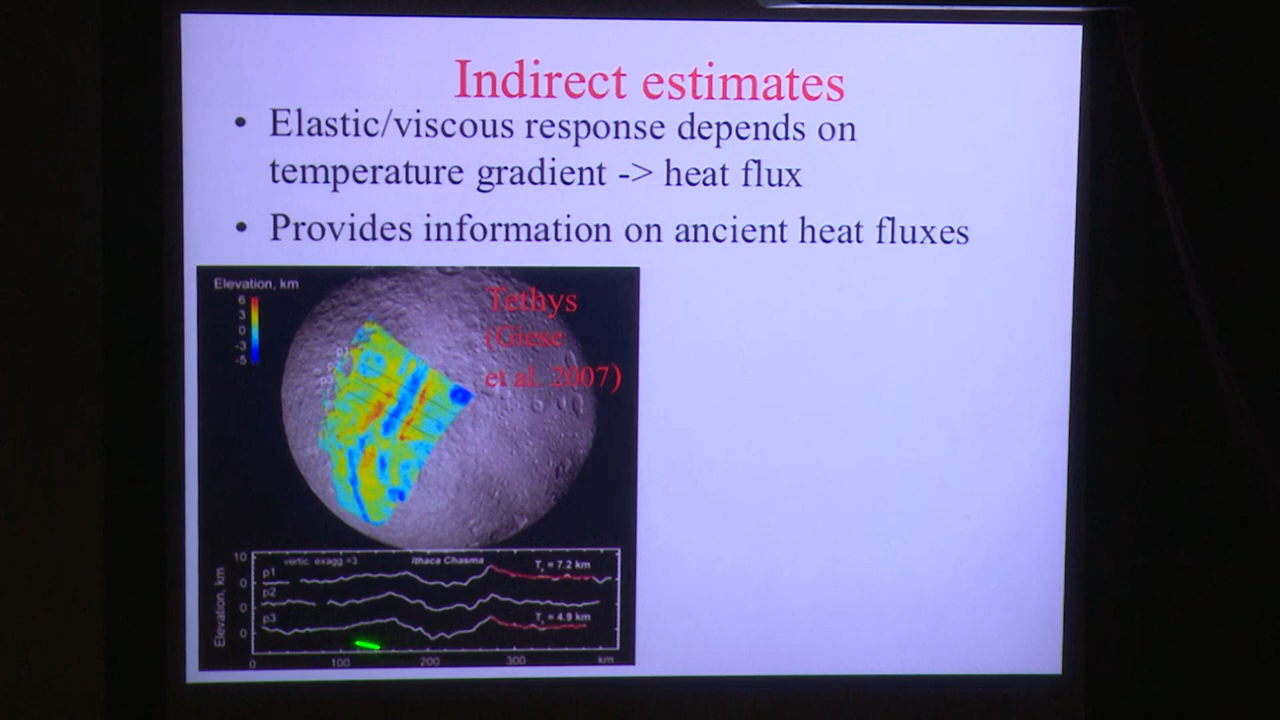 Indirect estimates
• Elastic/viscous response depends on
temperature gradient -> heat flux
• Provides information on ancient heat fluxes
Elevation, km
6
3
0
-3
-5
Tethys
(Giese
et al. 2007)
p1
p3
vertic. exagg =3
Ithaca Chasma
Elevation, km
10
0
0
0
p1
p2
p3
Te = 7.2 km
Te = 4.9 km
0 100 200 300 km